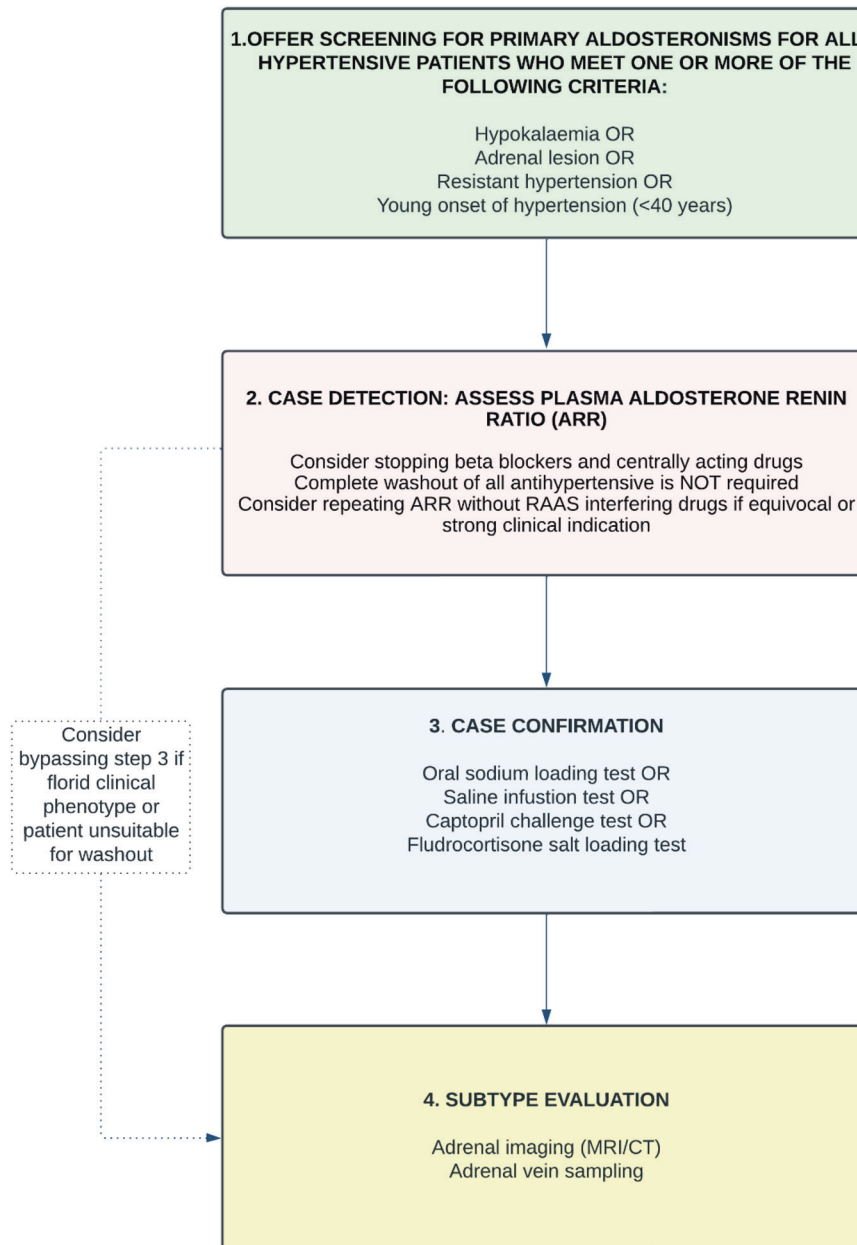 1.OFFER SCREENING FOR PRIMARY ALDOSTERONISMS FOR ALL
HYPERTENSIVE PATIENTS WHO MEET ONE OR MORE OF THE
FOLLOWING CRITERIA:
Hypokalaemia OR
Adrenal lesion OR
Resistant hypertension OR
Young onset of hypertension (<40 years)
2. CASE DETECTION: ASSESS PLASMA ALDOSTERONE RENIN
RATIO (ARR)
Consider stopping beta blockers and centrally acting drugs
Complete washout of all antihypertensive is NOT required
Consider repeating ARR without RAAS interfering drugs if equivocal or
strong clinical indication
Consider
bypassing step 3 if
florid clinical
phenotype or
patient unsuitable
for washout
3. CASE CONFIRMATION
Oral sodium loading test OR
Saline infustion test OR
Captopril challenge test OR
Fludrocortisone salt loading test
4. SUBTYPE EVALUATION
Adrenal imaging (MRI/CT)
Adrenal vein sampling